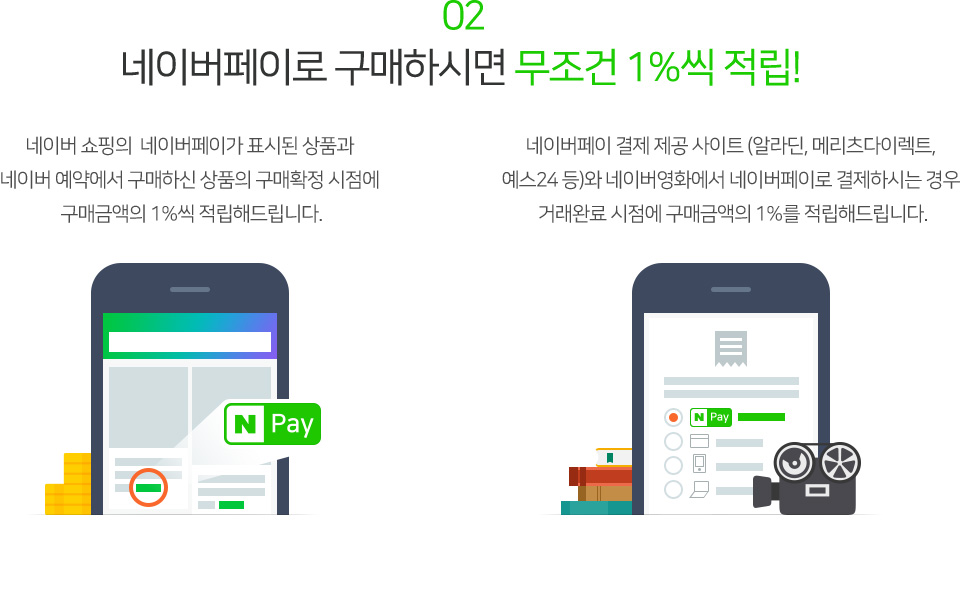 02
네이버페이로 구매하시면 무조건 1%씩 적립!
네이버 쇼핑의 네이버페이가 표시된 상품과
네이버 예약에서 구매하신 상품의 구매확정 시점에
구매금액의 1%씩 적립해드립니다.
네이버페이 결제 제공 사이트 (알라딘, 메리츠다이렉트,
예스24 등)와 네이버영화에서 네이버페이로 결제하시는 경우
거래완료 시점에 구매금액의 1%를 적립해드립니다.
N Pay
N Pay